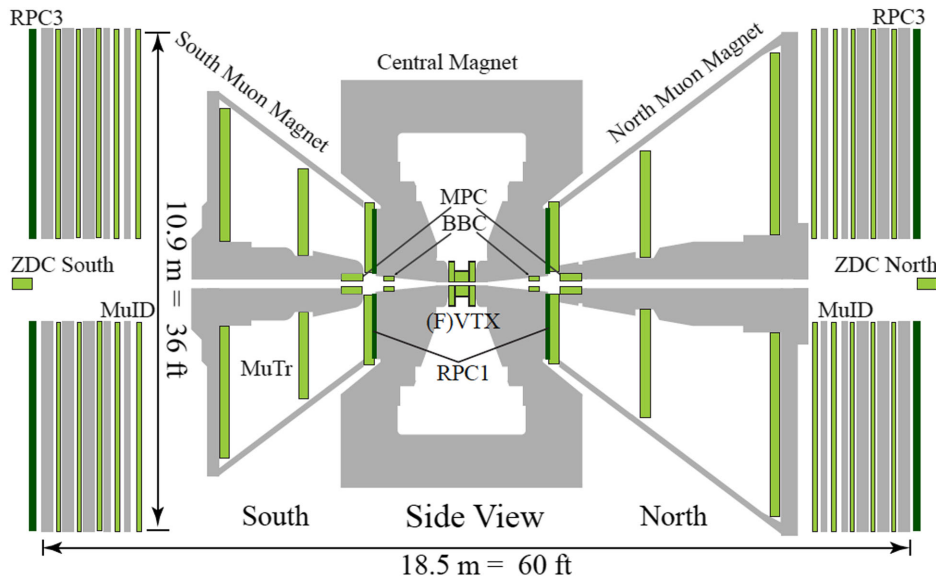 RPC3
RPC3
South Muon Magnet
Central Magnet
North Muon Magnet
MPC
BBC
10.9 m = 36 ft
ZDC South
ZDC North
MuID
MuID
(F)VTX
MuTr
RPC1
South
Side View
North
18.5 m = 60 ft